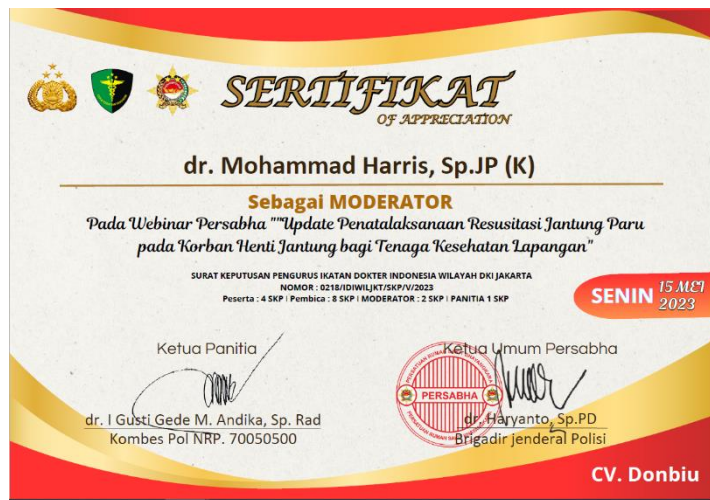 SERTIFIKAT
OF APPRECIATION
dr. Mohammad Harris, Sp.JP (K)
Sebagai MODERATOR
Pada Webinar Persabha ""Update Penatalaksanaan Resusitasi Jantung Paru
pada Korban Henti Jantung bagi Tenaga Kesehatan Lapangan"
SURAT KEPUTUSAN PENGURUS IKATAN DOKTER INDONESIA WILAYAH DKI JAKARTA
NOMOR : 0218/IDIWILJKT/SKP/V/2023
Peserta : 4 SKP | Pembica : 8 SKP | MODERATOR : 2 SKP | PANITIA 1 SKP
SENIN 15 MEI 2023
Ketua Panitia
dr. I Gusti Gede M. Andika, Sp. Rad
Kombes Pol NRP. 70050500
Ketua Umum Persabha
PERSABHA
dr. Haryanto, Sp.PD
Brigadir jenderal Polisi
CV. Donbiu